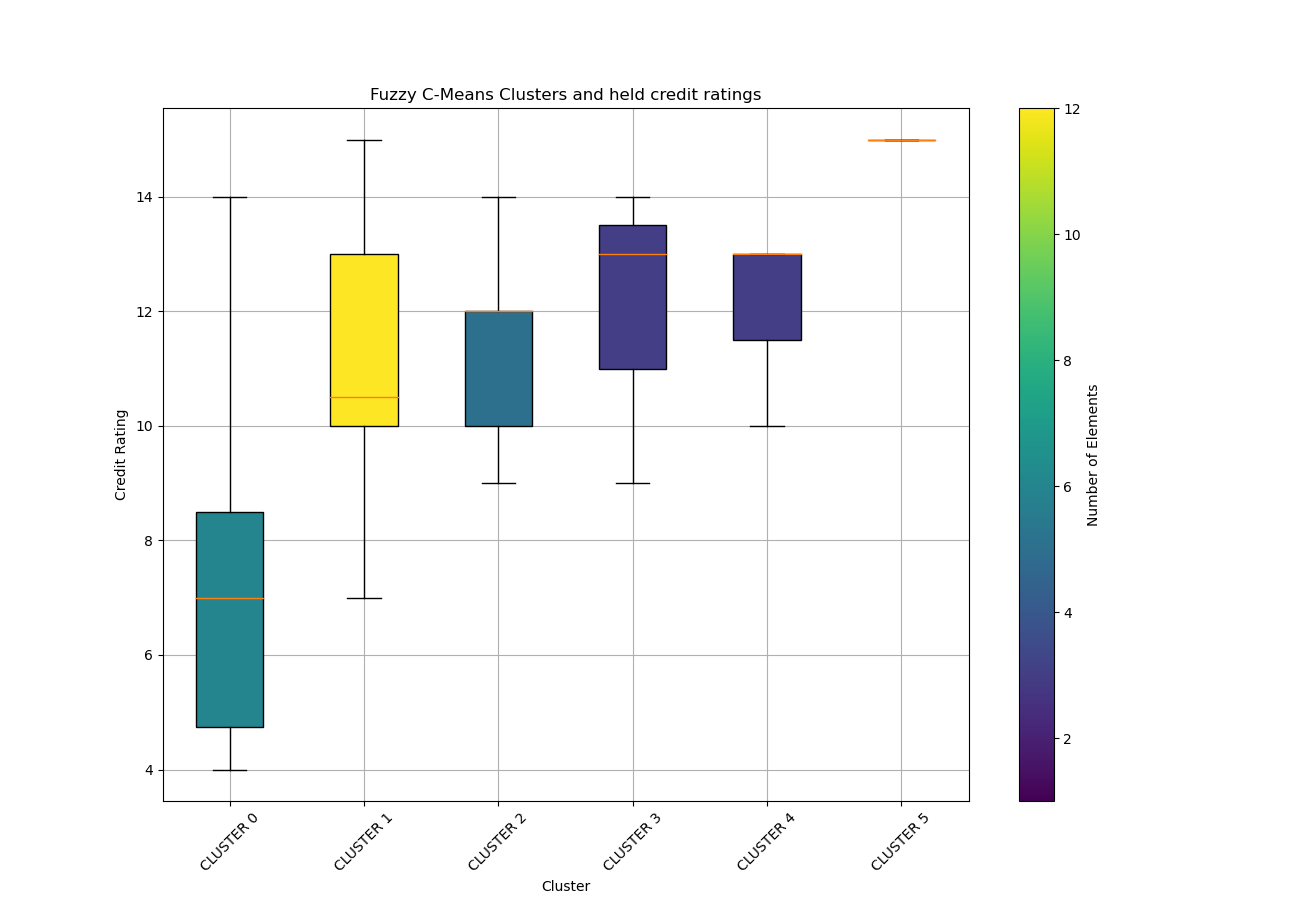 Fuzzy C-Means Clusters and held credit ratings
14
12
10
8
6
4
Credit Rating
CLUSTER 0
CLUSTER 1
CLUSTER 2
CLUSTER 3
CLUSTER 4
CLUSTER 5
Cluster
12
10
8
6
4
2
Number of Elements